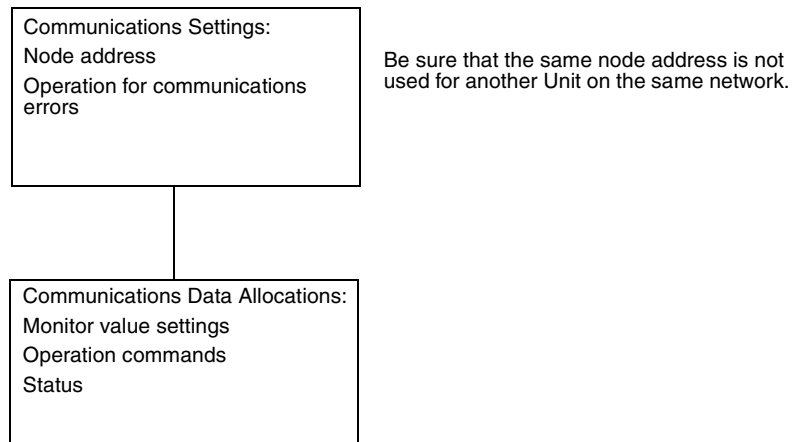 Communications Settings:
Node address
Operation for communications
errors
Be sure that the same node address is not
used for another Unit on the same network.
Communications Data Allocations:
Monitor value settings
Operation commands
Status